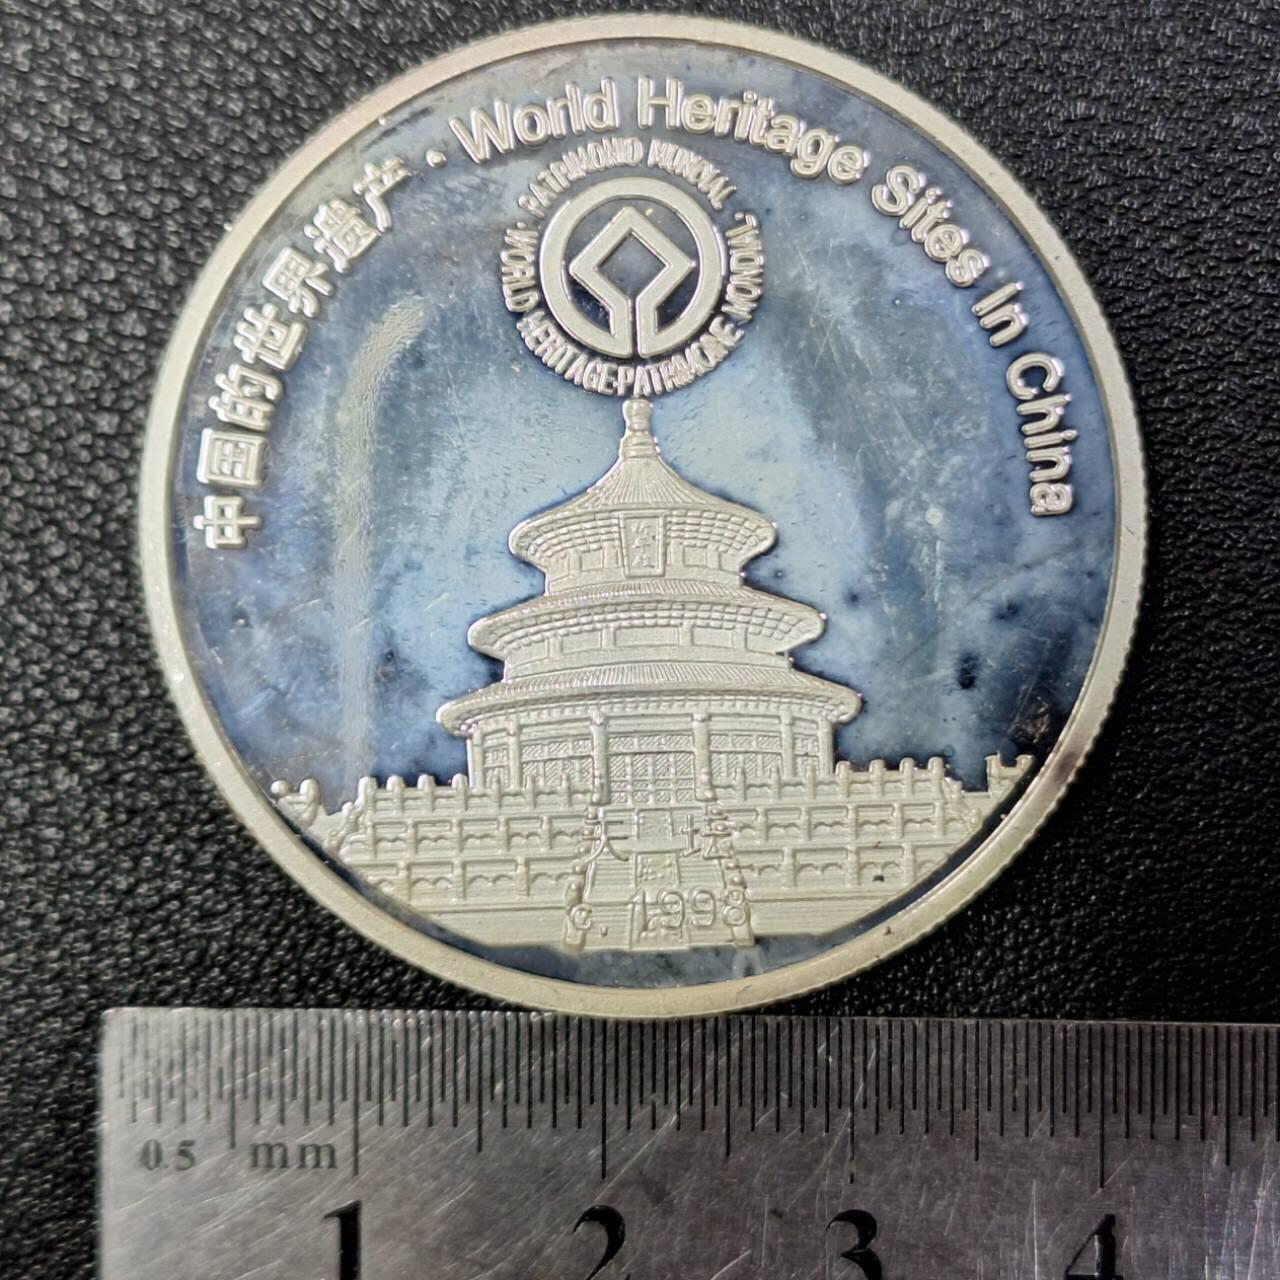 中国的世界遗产·World Heritage Sites In China
PATRIMONIO MUNDIAL · WORLD HERITAGE · PATRIMOINE MONDIAL ·
天坛
c.1998
0.5 mm
1 2 3 4